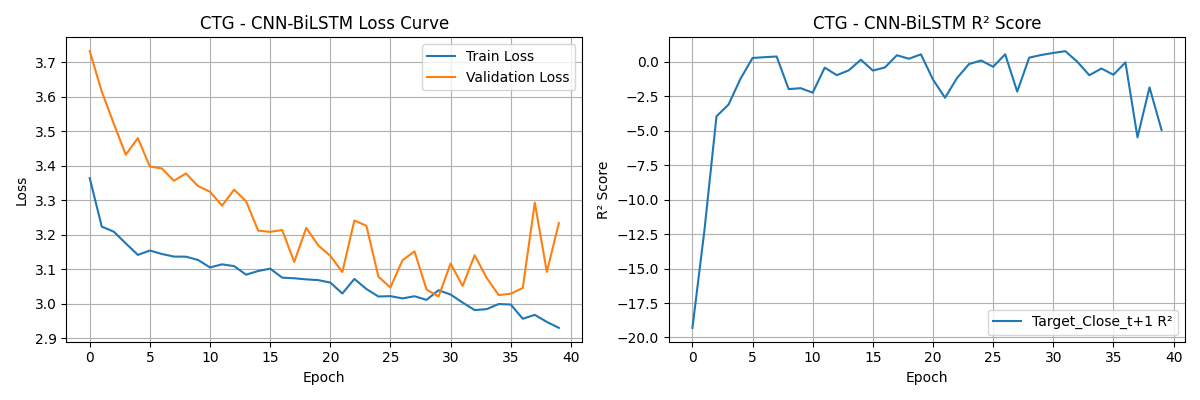 CTG - CNN-BiLSTM Loss Curve
Train Loss
Validation Loss
3.7
3.6
3.5
3.4
3.3
3.2
3.1
3.0
2.9
Loss
0 5 10 15 20 25 30 35 40
Epoch
CTG - CNN-BiLSTM R² Score
0.0
−2.5
−5.0
−7.5
−10.0
−12.5
−15.0
−17.5
−20.0
R² Score
Target_Close_t+1 R²
0 5 10 15 20 25 30 35 40
Epoch